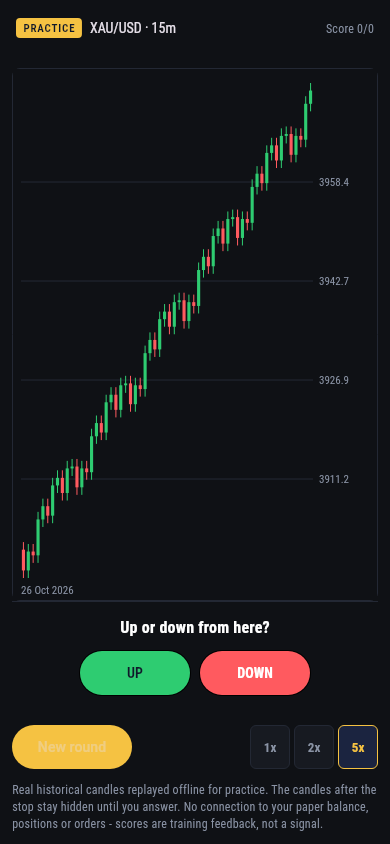 PRACTICE XAU/USD · 15m Score 0/0
3958.4
3942.7
3926.9
3911.2
26 Oct 2026
Up or down from here?
UP DOWN
New round 1x 2x 5x
Real historical candles replayed offline for practice. The candles after the
stop stay hidden until you answer. No connection to your paper balance,
positions or orders - scores are training feedback, not a signal.